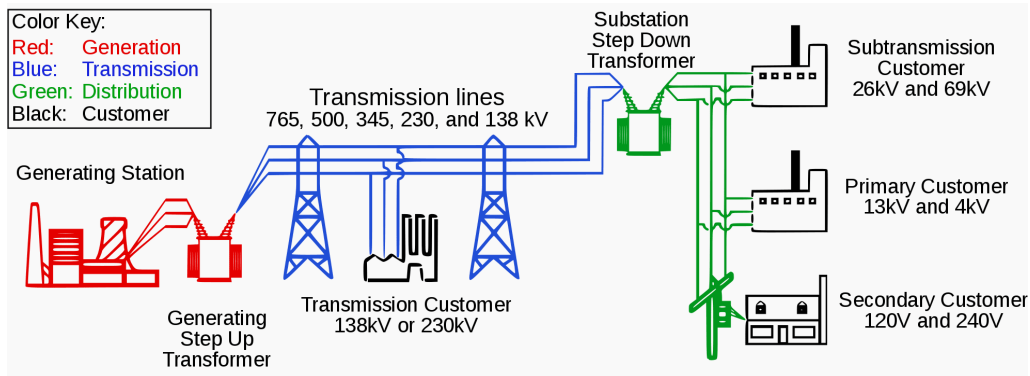 Color Key:
Red: Generation
Blue: Transmission
Green: Distribution
Black: Customer
Generating Station
Generating
Step Up
Transformer
Transmission lines
765, 500, 345, 230, and 138 kV
Transmission Customer
138kV or 230kV
Substation
Step Down
Transformer
Subtransmission
Customer
26kV and 69kV
Primary Customer
13kV and 4kV
Secondary Customer
120V and 240V